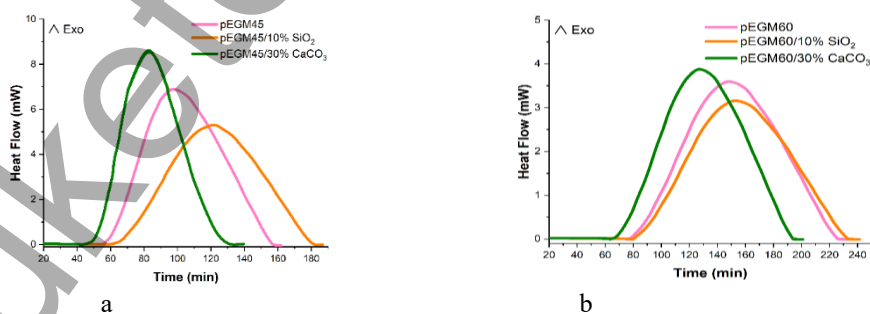 ^ Exo
pEGM45
pEGM45/10% SiO₂
pEGM45/30% CaCO₃
Heat Flow (mW)
8
6
4
2
0
20 40 60 80 100 120 140 160 180
Time (min)
a
^ Exo
pEGM60
pEGM60/10% SiO₂
pEGM60/30% CaCO₃
Heat Flow (mW)
5
4
3
2
1
0
20 40 60 80 100 120 140 160 180 200 220 240
Time (min)
b